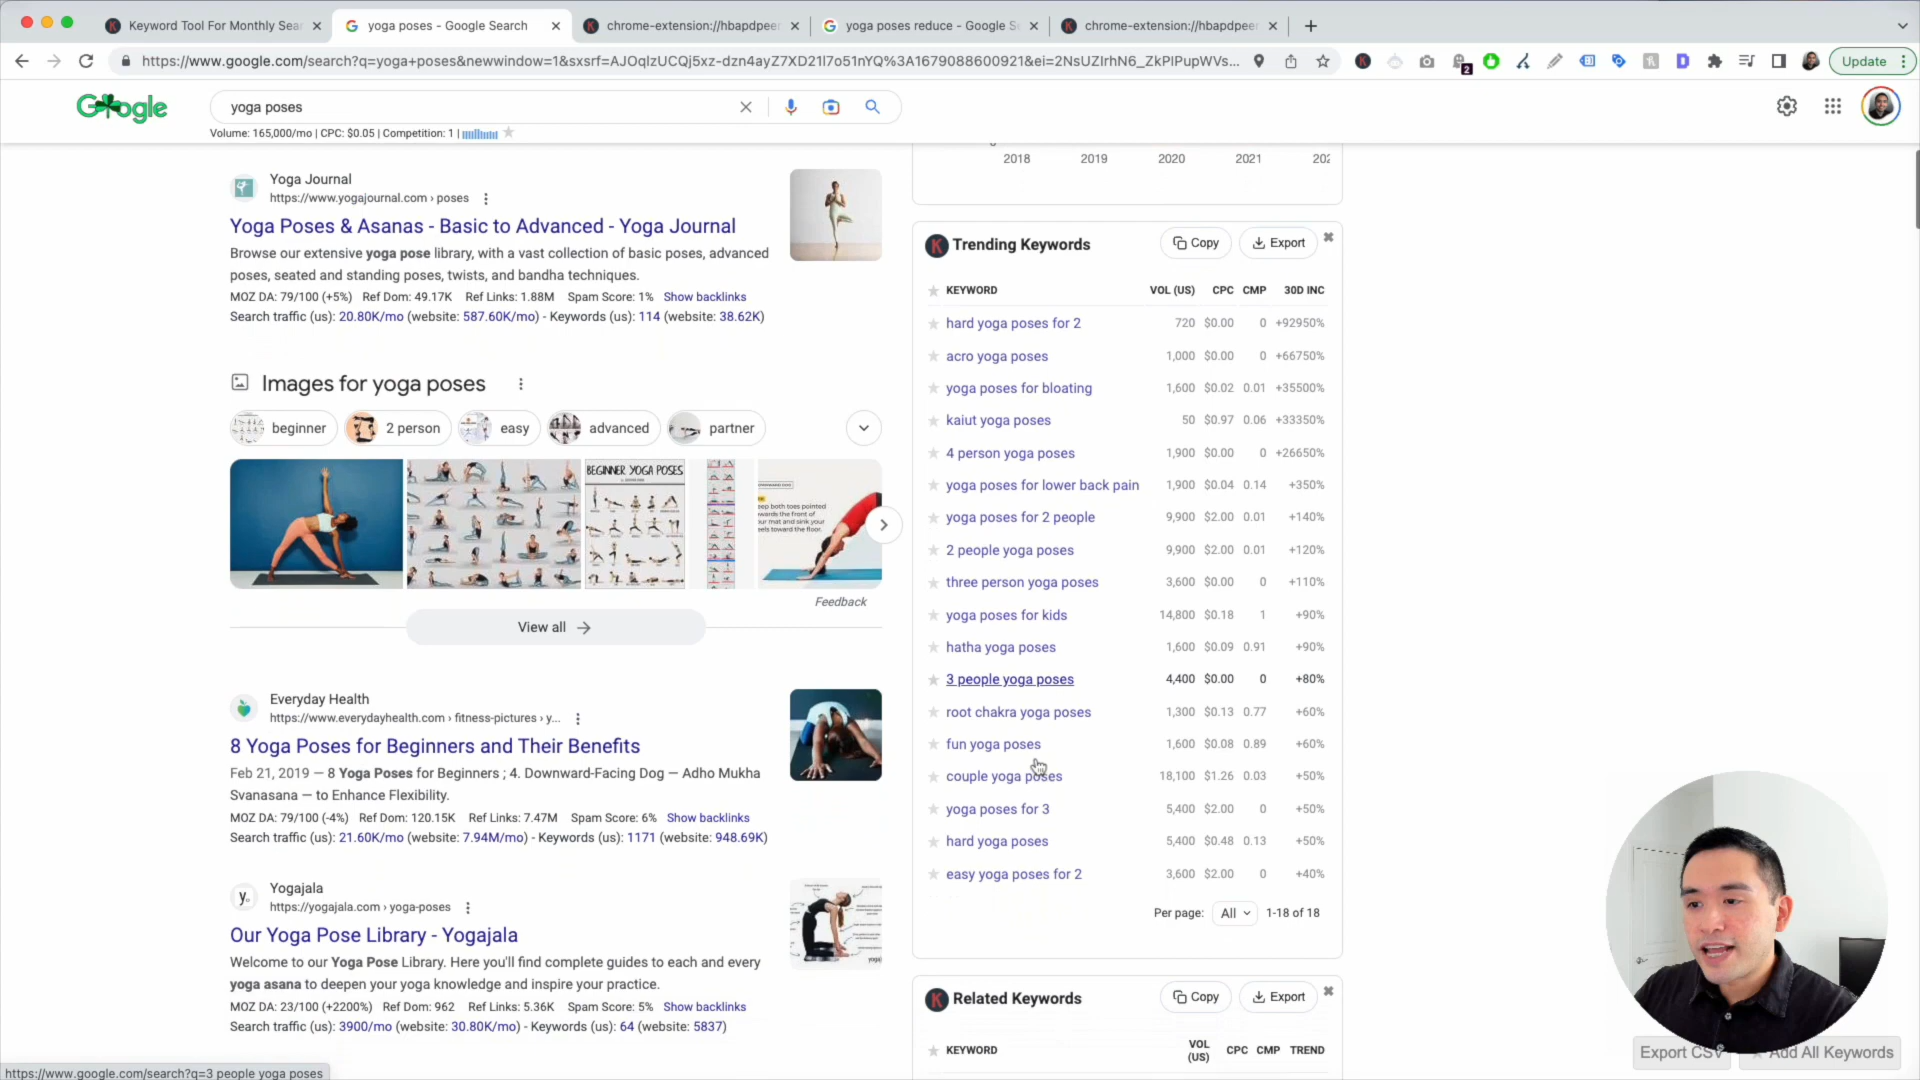 Keyword Tool For Monthly Sear
yoga poses - Google Search
chrome-extension://hbapdpeer
yoga poses reduce - Google Se
chrome-extension://hbapdpeer
https://www.google.com/search?q=yoga+poses&newwindow=1&sxsrf=AJOqlzUCQj5xz-dzn4ayZ7XD21l7o51nYQ%3A1679088600921&ei=2NsUZIrhN6_ZkPIPupWVs...
2
Update
Google
yoga poses
Volume: 165,000/mo | CPC: $0.05 | Competition: 1 |
Yoga Journal
https://www.yogajournal.com › poses
Yoga Poses & Asanas - Basic to Advanced - Yoga Journal
Browse our extensive yoga pose library, with a vast collection of basic poses, advanced
poses, seated and standing poses, twists, and bandha techniques.
MOZ DA: 79/100 (+5%) Ref Dom: 49.17K Ref Links: 1.88M Spam Score: 1% Show backlinks
Search traffic (us): 20.80K/mo (website: 587.60K/mo) - Keywords (us): 114 (website: 38.62K)
Images for yoga poses
beginner
2 person
easy
advanced
partner
BEGINNER YOGA POSES
eep both toes pointed
owards the front of
ur mat and sink your
eels toward the floor.
Feedback
View all
Everyday Health
https://www.everydayhealth.com › fitness-pictures › y...
8 Yoga Poses for Beginners and Their Benefits
Feb 21, 2019 — 8 Yoga Poses for Beginners ; 4. Downward-Facing Dog — Adho Mukha
Svanasana — to Enhance Flexibility.
MOZ DA: 79/100 (-4%) Ref Dom: 120.15K Ref Links: 7.47M Spam Score: 6% Show backlinks
Search traffic (us): 21.60K/mo (website: 7.94M/mo) - Keywords (us): 1171 (website: 948.69K)
y.
Yogajala
https://yogajala.com › yoga-poses
Our Yoga Pose Library - Yogajala
Welcome to our Yoga Pose Library. Here you'll find complete guides to each and every
yoga asana to deepen your yoga knowledge and inspire your practice.
MOZ DA: 23/100 (+2200%) Ref Dom: 962 Ref Links: 5.36K Spam Score: 5% Show backlinks
Search traffic (us): 3900/mo (website: 30.80K/mo) - Keywords (us): 64 (website: 5837)
https://www.google.com/search?q=3 people yoga poses
2018 2019 2020 2021 202
K Trending Keywords Copy Export
KEYWORD VOL (US) CPC CMP 30D INC
hard yoga poses for 2 720 $0.00 0 +92950%
acro yoga poses 1,000 $0.00 0 +66750%
yoga poses for bloating 1,600 $0.02 0.01 +35500%
kaiut yoga poses 50 $0.97 0.06 +33350%
4 person yoga poses 1,900 $0.00 0 +26650%
yoga poses for lower back pain 1,900 $0.04 0.14 +350%
yoga poses for 2 people 9,900 $2.00 0.01 +140%
2 people yoga poses 9,900 $2.00 0.01 +120%
three person yoga poses 3,600 $0.00 0 +110%
yoga poses for kids 14,800 $0.18 1 +90%
hatha yoga poses 1,600 $0.09 0.91 +90%
3 people yoga poses 4,400 $0.00 0 +80%
root chakra yoga poses 1,300 $0.13 0.77 +60%
fun yoga poses 1,600 $0.08 0.89 +60%
couple yoga poses 18,100 $1.26 0.03 +50%
yoga poses for 3 5,400 $2.00 0 +50%
hard yoga poses 5,400 $0.48 0.13 +50%
easy yoga poses for 2 3,600 $2.00 0 +40%
Per page: All 1-18 of 18
K Related Keywords Copy Export
KEYWORD VOL (US) CPC CMP TREND
Export CSV
Add All Keywords